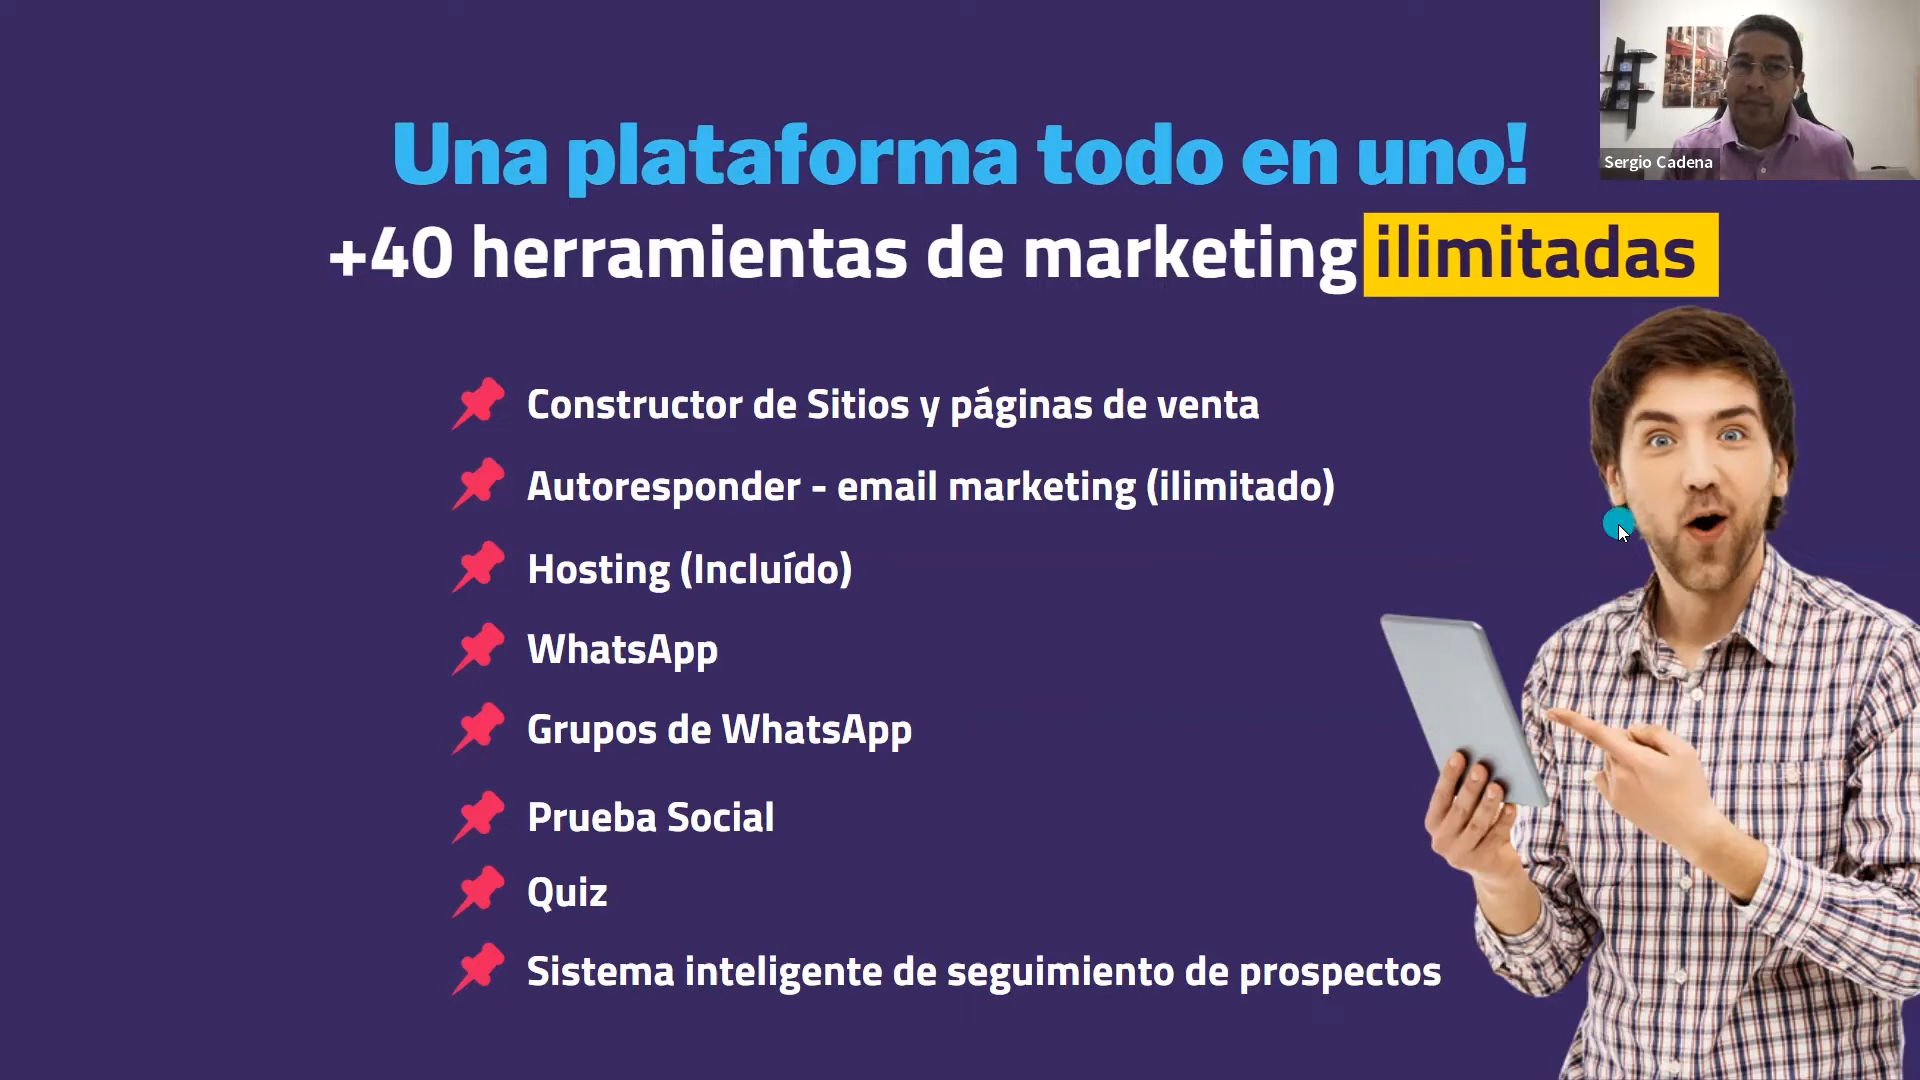 Sergio Cadena
Una plataforma todo en uno!
+40 herramientas de marketing ilimitadas
Constructor de Sitios y páginas de venta
Autoresponder - email marketing (ilimitado)
Hosting (Incluído)
WhatsApp
Grupos de WhatsApp
Prueba Social
Quiz
Sistema inteligente de seguimiento de prospectos